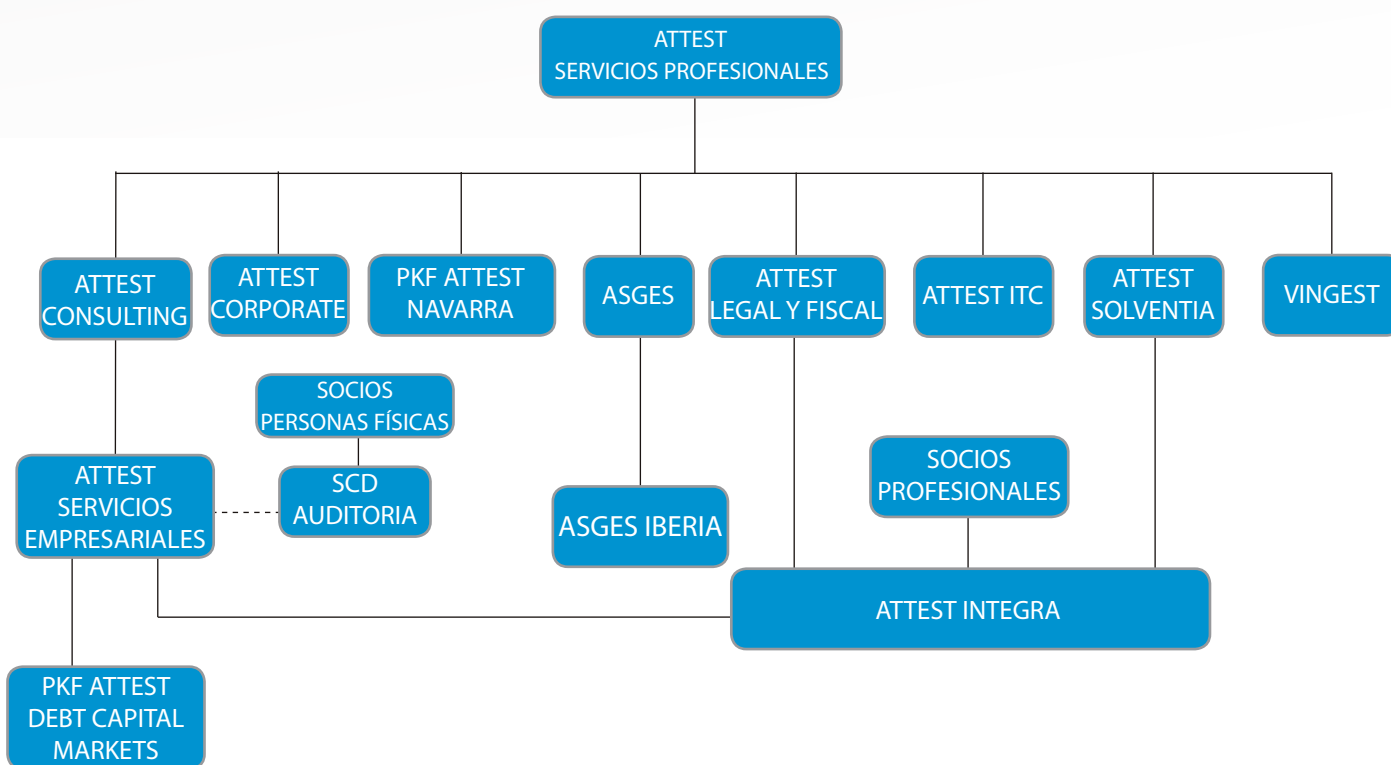 ATTEST
SERVICIOS PROFESIONALES
ATTEST
CONSULTING
ATTEST
CORPORATE
PKF ATTEST
NAVARRA
ASGES
ATTEST
LEGAL Y FISCAL
ATTEST ITC
ATTEST
SOLVENTIA
VINGEST
SOCIOS
PERSONAS FÍSICAS
ATTEST
SERVICIOS
EMPRESARIALES
SCD
AUDITORIA
ASGES IBERIA
SOCIOS
PROFESIONALES
ATTEST INTEGRA
PKF ATTEST
DEBT CAPITAL
MARKETS